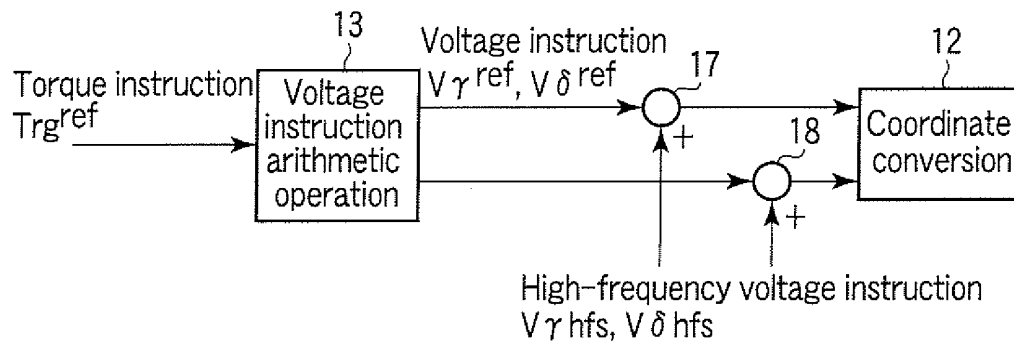 13
Voltage instruction
Vγref, Vδref
17
12
Torque instruction
Trgref
Voltage
instruction
arithmetic
operation
+
18
+
Coordinate
conversion
High-frequency voltage instruction
Vγhfs, Vδhfs